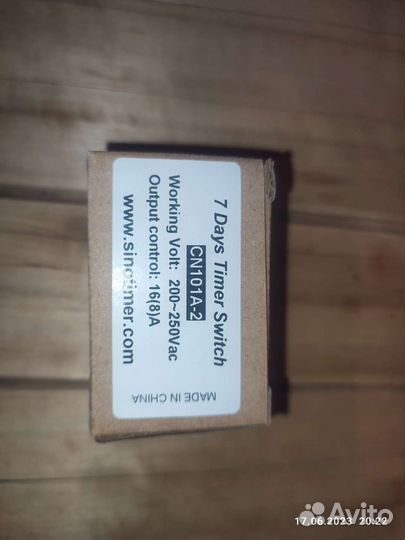 7 Days Timer Switch
CN101A-2
Working Volt: 200~250Vac
Output control: 16(8)A
www.sinotimer.com
MADE IN CHINA
Avito
17.06.2023 20:22